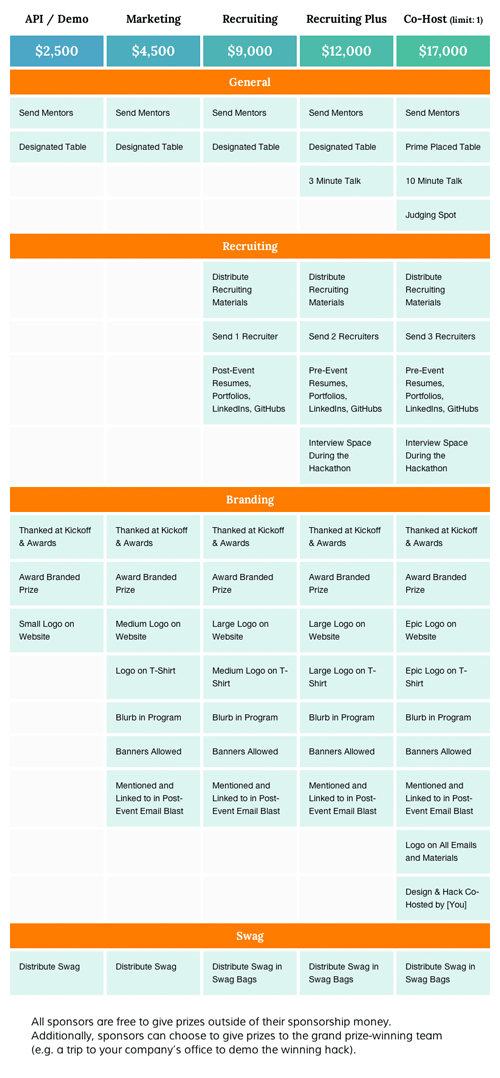 API / Demo Marketing Recruiting Recruiting Plus Co-Host (limit: 1)
$2,500 $4,500 $9,000 $12,000 $17,000
General
Send Mentors Send Mentors Send Mentors Send Mentors Send Mentors
Designated Table Designated Table Designated Table Designated Table Prime Placed Table
3 Minute Talk 10 Minute Talk
Judging Spot
Recruiting
Distribute Distribute Distribute
Recruiting Recruiting Recruiting
Materials Materials Materials
Send 1 Recruiter Send 2 Recruiters Send 3 Recruiters
Post-Event Pre-Event Pre-Event
Resumes, Resumes, Resumes,
Portfolios, Portfolios, Portfolios,
LinkedIns, GitHubs LinkedIns, GitHubs LinkedIns, GitHubs
Interview Space Interview Space
During the During the
Hackathon Hackathon
Branding
Thanked at Kickoff Thanked at Kickoff Thanked at Kickoff Thanked at Kickoff Thanked at Kickoff
& Awards & Awards & Awards & Awards & Awards
Award Branded Award Branded Award Branded Award Branded Award Branded
Prize Prize Prize Prize Prize
Small Logo on Medium Logo on Large Logo on Large Logo on Epic Logo on
Website Website Website Website Website
Logo on T-Shirt Medium Logo on T- Large Logo on T- Epic Logo on T-
Shirt Shirt Shirt
Blurb in Program Blurb in Program Blurb in Program Blurb in Program
Banners Allowed Banners Allowed Banners Allowed Banners Allowed
Mentioned and Mentioned and Mentioned and Mentioned and
Linked to in Post- Linked to in Post- Linked to in Post- Linked to in Post-
Event Email Blast Event Email Blast Event Email Blast Event Email Blast
Logo on All Emails
and Materials
Design & Hack Co-
Hosted by [You]
Swag
Distribute Swag Distribute Swag Distribute Swag in Distribute Swag in Distribute Swag in
Swag Bags Swag Bags Swag Bags
All sponsors are free to give prizes outside of their sponsorship money.
Additionally, sponsors can choose to give prizes to the grand prize-winning team
(e.g. a trip to your company's office to demo the winning hack).